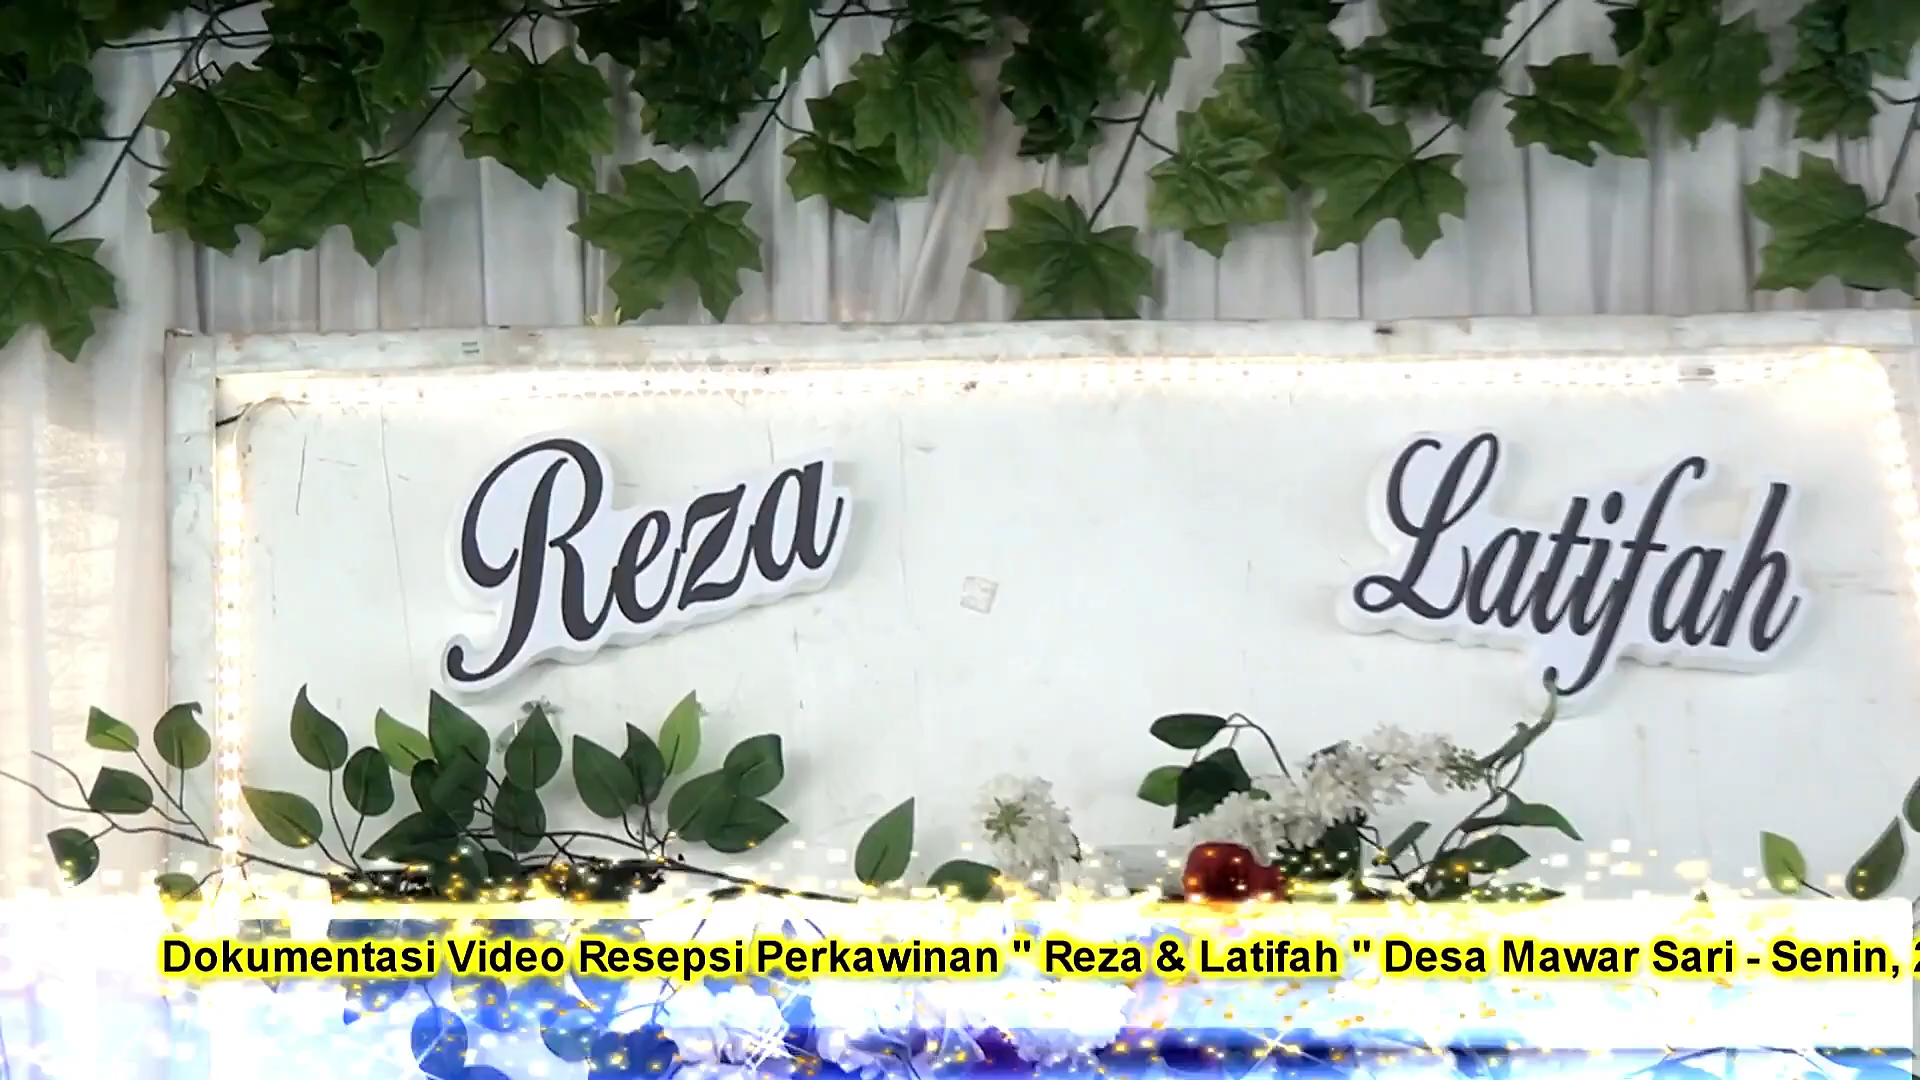 Reza
Latifah
Dokumentasi Video Resepsi Perkawinan " Reza & Latifah " Desa Mawar Sari - Senin,